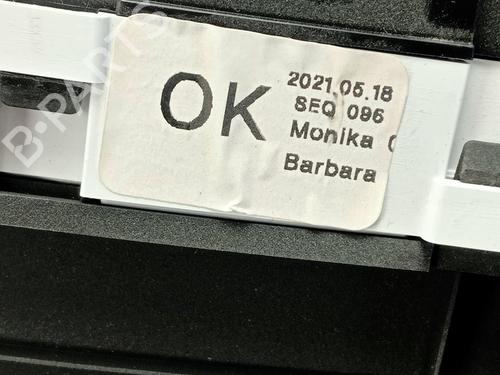 OK
2021.05.18
SEQ 096
Monika
Barbara
B-PARTS